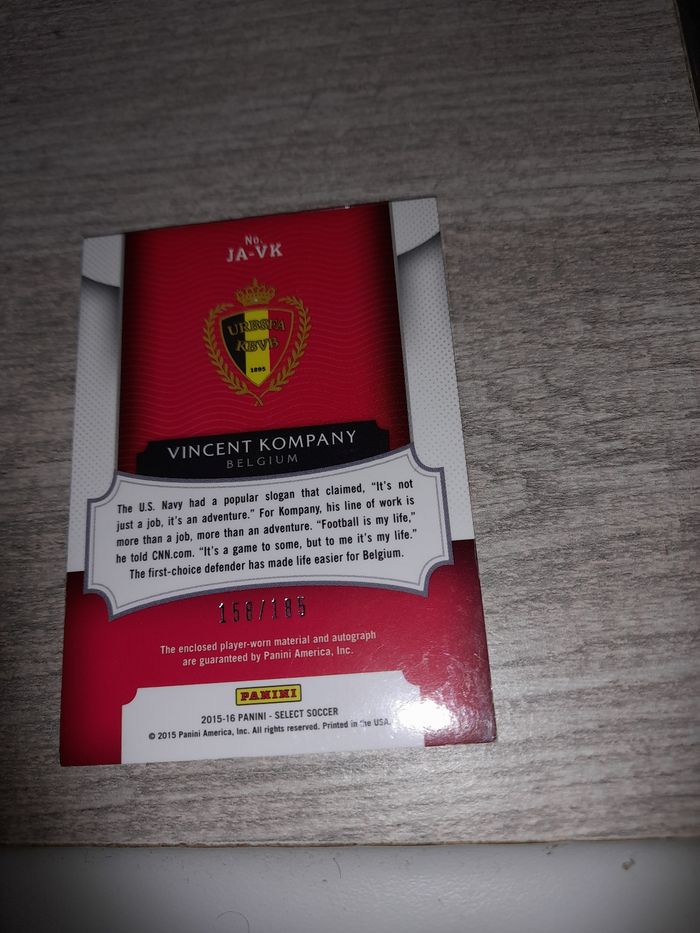 No.
JA-VK
URBSFA
KBVB
1895
VINCENT KOMPANY
BELGIUM
The U.S. Navy had a popular slogan that claimed, “It’s not
just a job, it’s an adventure.” For Kompany, his line of work is
more than a job, more than an adventure. “Football is my life,”
he told CNN.com. “It’s a game to some, but to me it’s my life.”
The first-choice defender has made life easier for Belgium.
158/185
The enclosed player-worn material and autograph
are guaranteed by Panini America, Inc.
PANINI
2015-16 PANINI - SELECT SOCCER
© 2015 Panini America, Inc. All rights reserved. Printed in the USA.